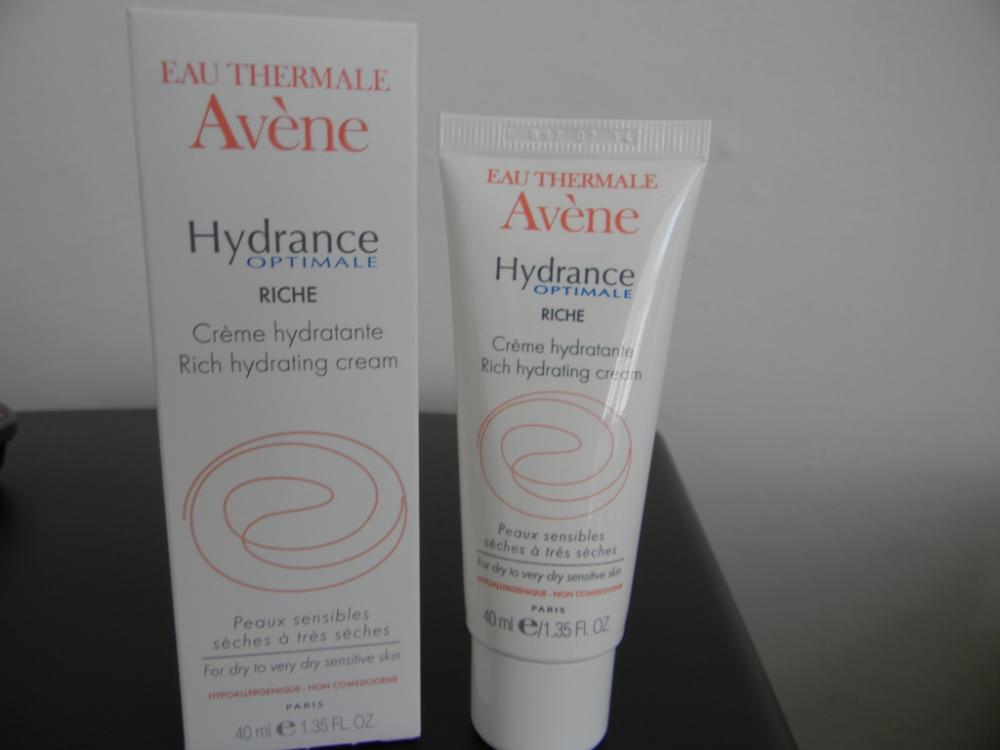 EAU THERMALE
Avène
Hydrance
OPTIMALE
RICHE
Crème hydratante
Rich hydrating cream
Peaux sensibles
sèches à très sèches
For dry to very dry sensitive skin
HYPOALLERGENIQUE - NON COMEDOGENE
PARIS
40 ml e 1.35 FL. OZ.
EAU THERMALE
Avène
Hydrance
OPTIMALE
RICHE
Crème hydratante
Rich hydrating cream
Peaux sensibles
sèches à très sèches
For dry to very dry sensitive skin
HYPOALLERGENIQUE - NON COMEDOGENE
PARIS
40 ml e/1.35 Fl. OZ